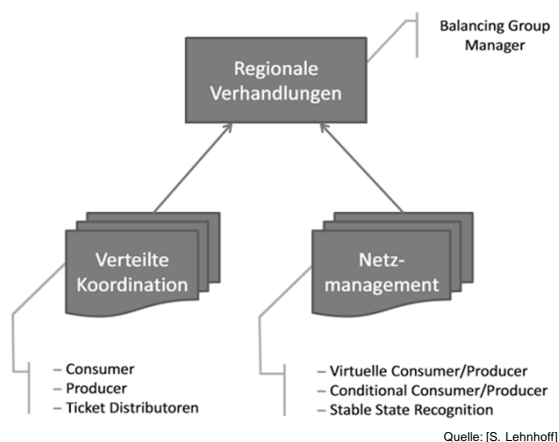 Balancing Group
Manager
Regionale
Verhandlungen
Verteilte
Koordination
Netz-
management
– Consumer
– Producer
– Ticket Distributoren
– Virtuelle Consumer/Producer
– Conditional Consumer/Producer
– Stable State Recognition
Quelle: [S. Lehnhoff]